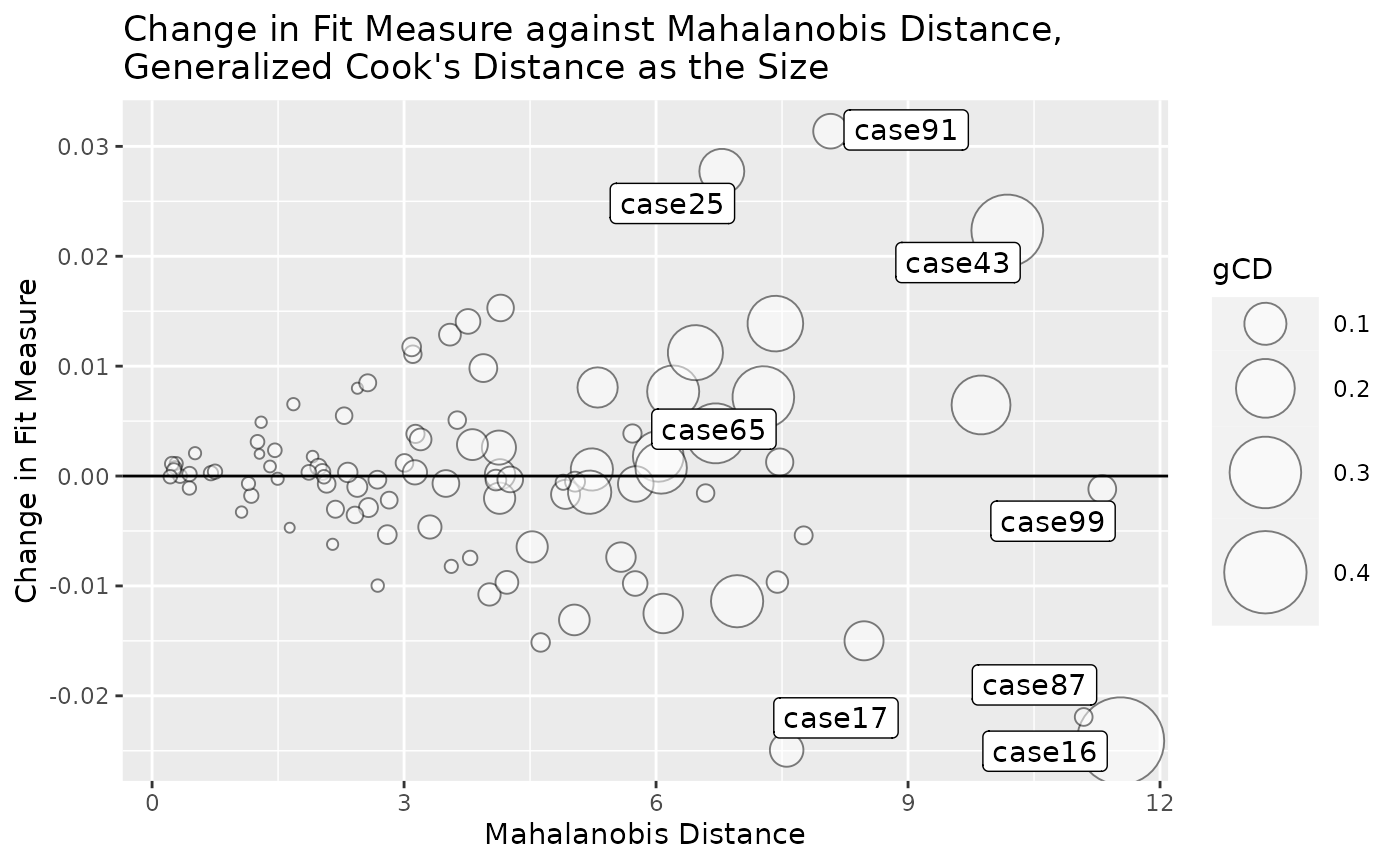 Change in Fit Measure against Mahalanobis Distance,
Generalized Cook's Distance as the Size
Change in Fit Measure
0.03
0.02
0.01
0.00
-0.01
-0.02
case91
case25
case43
case65
case99
case87
case17
case16
0
3
6
9
12
Mahalanobis Distance
gCD
0.1
0.2
0.3
0.4